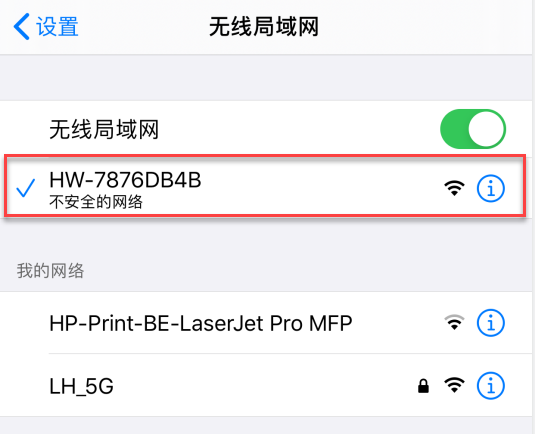 设置
无线局域网
无线局域网
HW-7876DB4B
不安全的网络
我的网络
HP-Print-BE-LaserJet Pro MFP
LH_5G